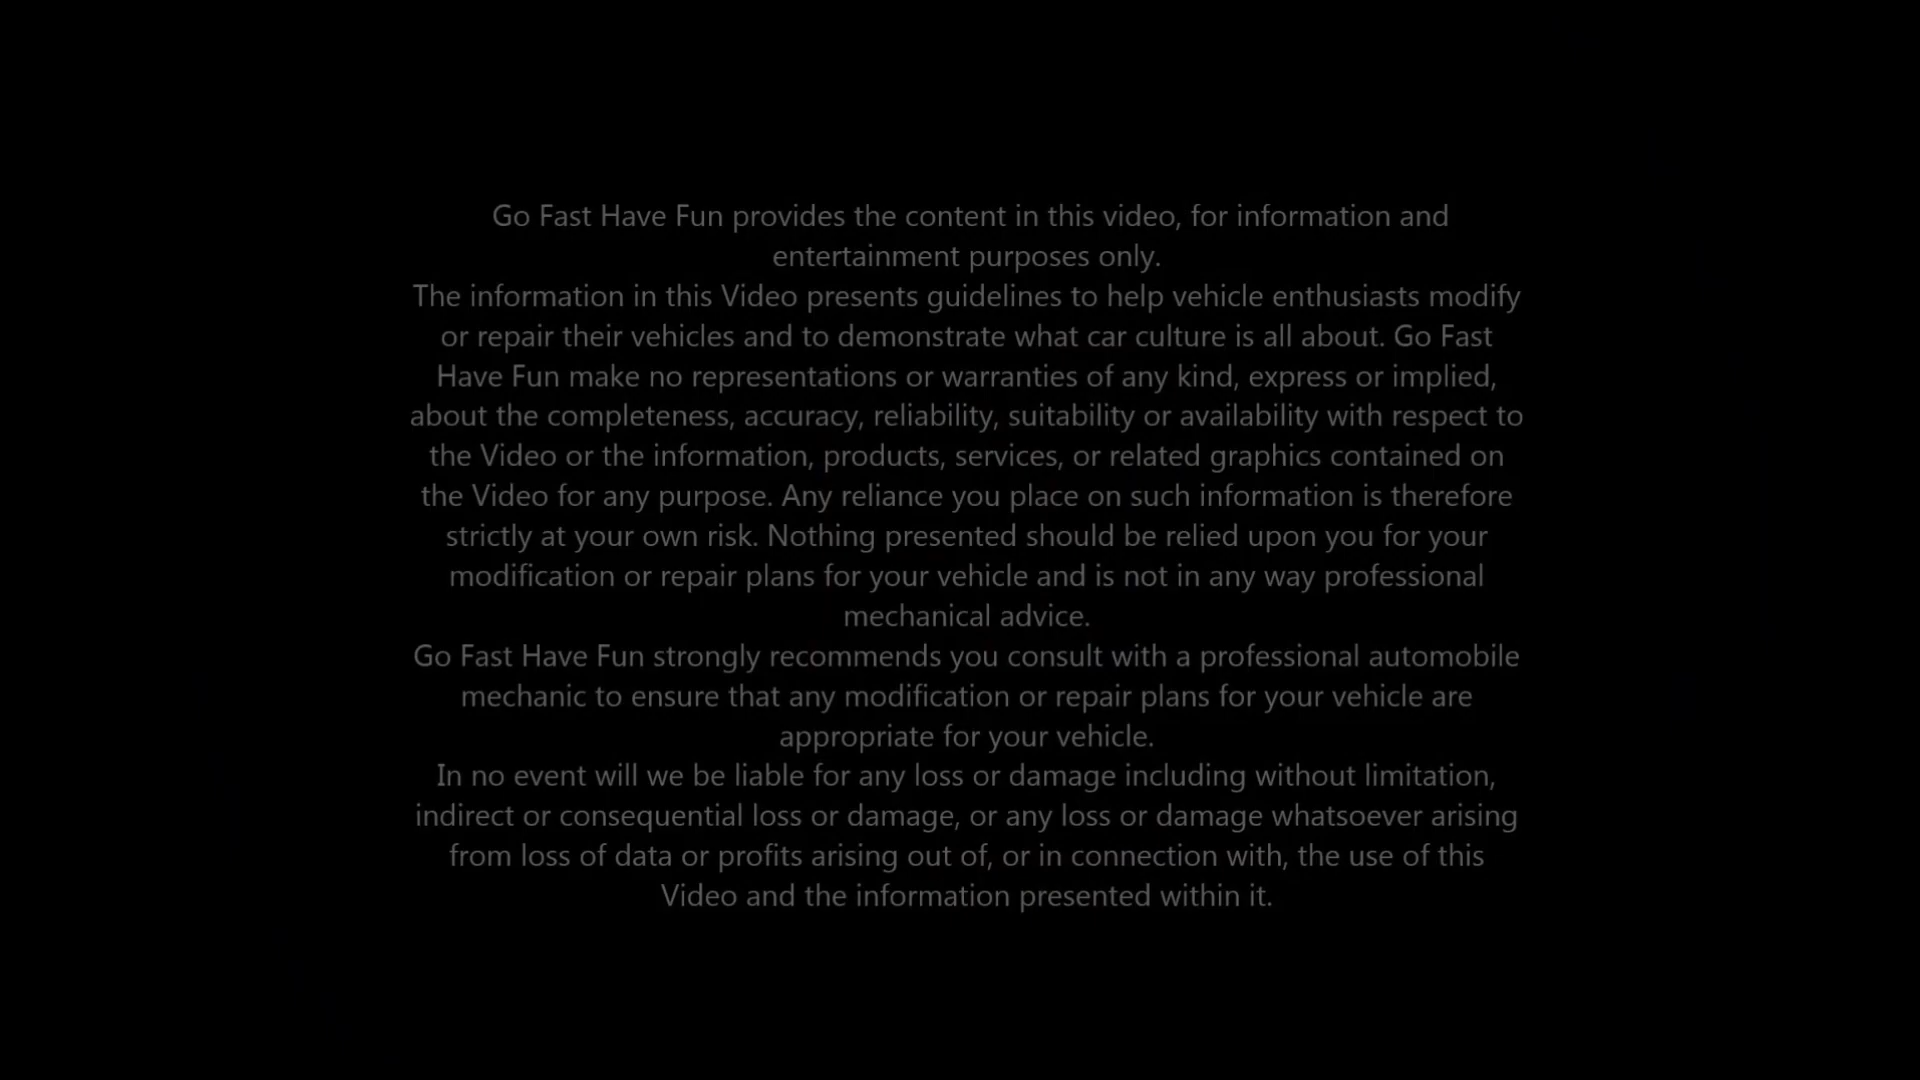 Go Fast Have Fun provides the content in this video, for information and
entertainment purposes only.
The information in this Video presents guidelines to help vehicle enthusiasts modify
or repair their vehicles and to demonstrate what car culture is all about. Go Fast
Have Fun make no representations or warranties of any kind, express or implied,
about the completeness, accuracy, reliability, suitability or availability with respect to
the Video or the information, products, services, or related graphics contained on
the Video for any purpose. Any reliance you place on such information is therefore
strictly at your own risk. Nothing presented should be relied upon you for your
modification or repair plans for your vehicle and is not in any way professional
mechanical advice.
Go Fast Have Fun strongly recommends you consult with a professional automobile
mechanic to ensure that any modification or repair plans for your vehicle are
appropriate for your vehicle.
In no event will we be liable for any loss or damage including without limitation,
indirect or consequential loss or damage, or any loss or damage whatsoever arising
from loss of data or profits arising out of, or in connection with, the use of this
Video and the information presented within it.